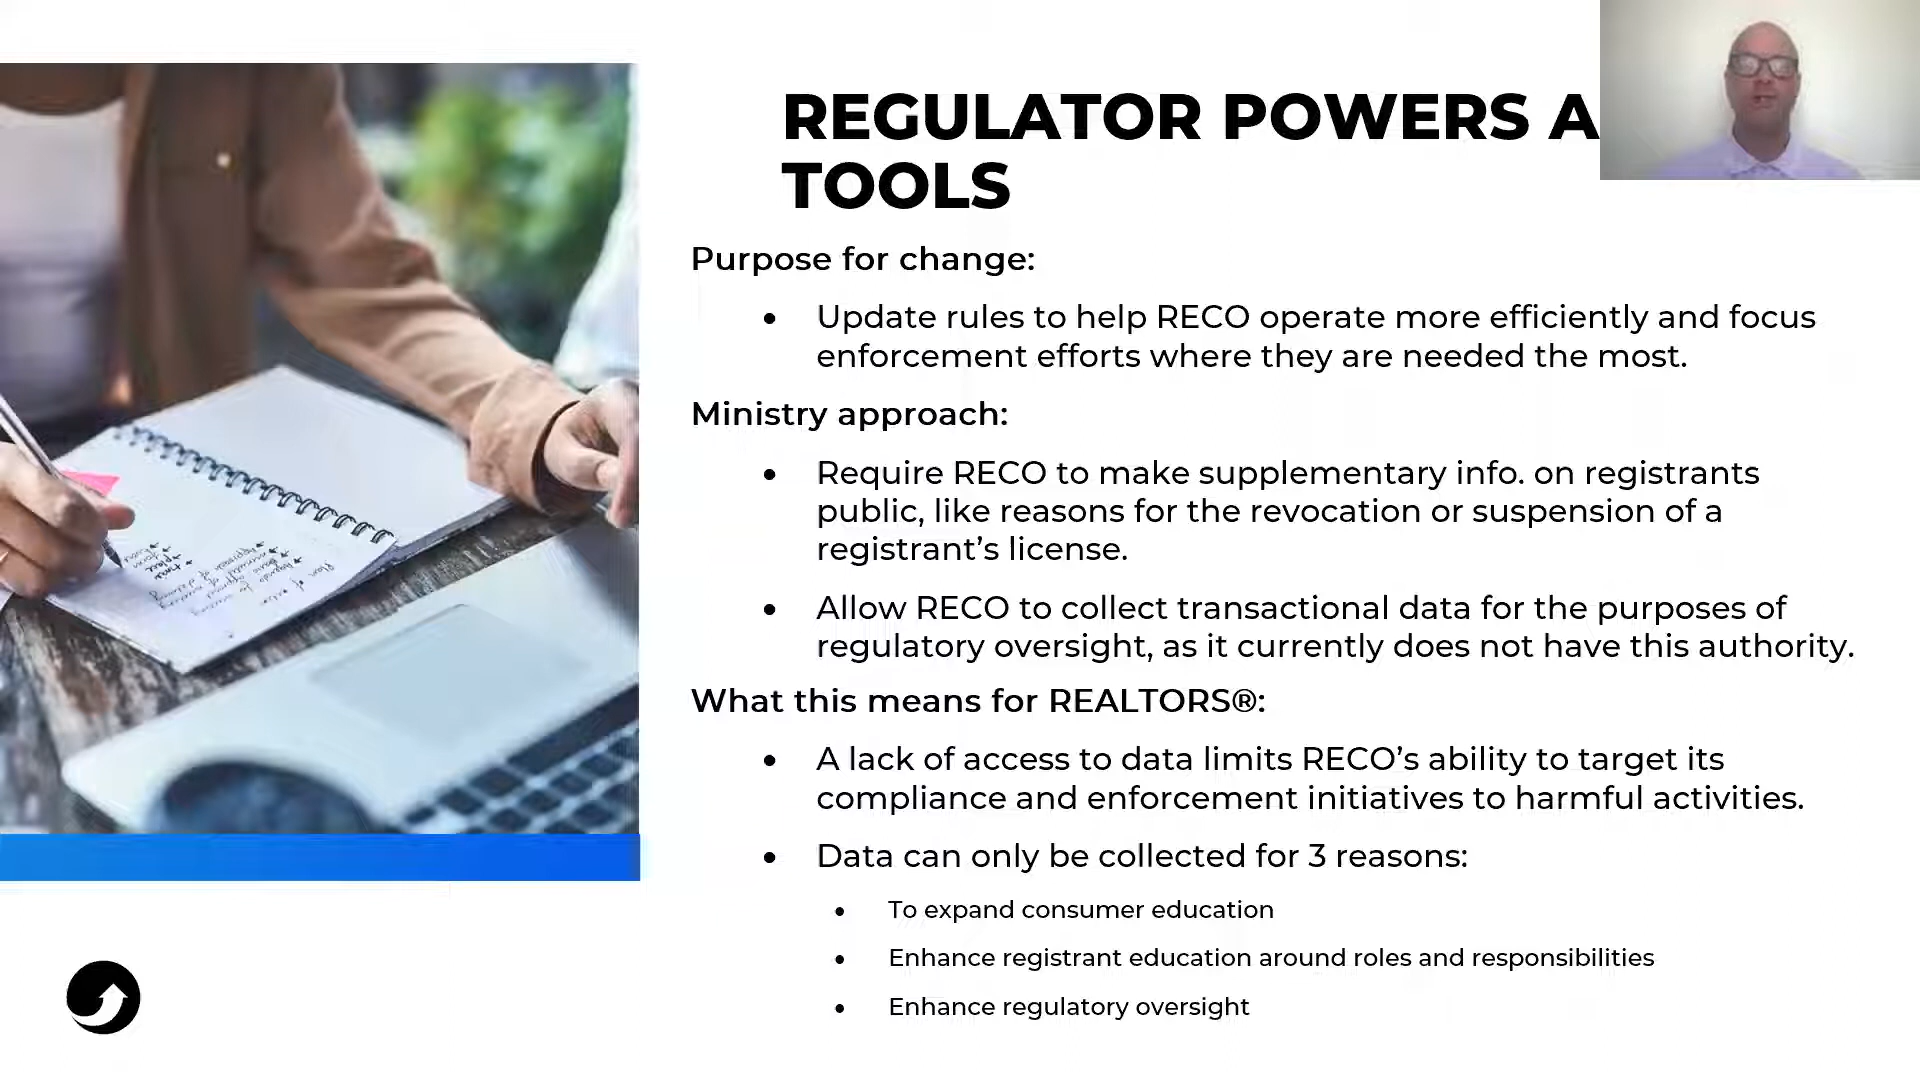 REGULATOR POWERS A
TOOLS
Purpose for change:
• Update rules to help RECO operate more efficiently and focus
enforcement efforts where they are needed the most.
Ministry approach:
• Require RECO to make supplementary info. on registrants
public, like reasons for the revocation or suspension of a
registrant’s license.
• Allow RECO to collect transactional data for the purposes of
regulatory oversight, as it currently does not have this authority.
What this means for REALTORS®:
• A lack of access to data limits RECO’s ability to target its
compliance and enforcement initiatives to harmful activities.
• Data can only be collected for 3 reasons:
• To expand consumer education
• Enhance registrant education around roles and responsibilities
• Enhance regulatory oversight